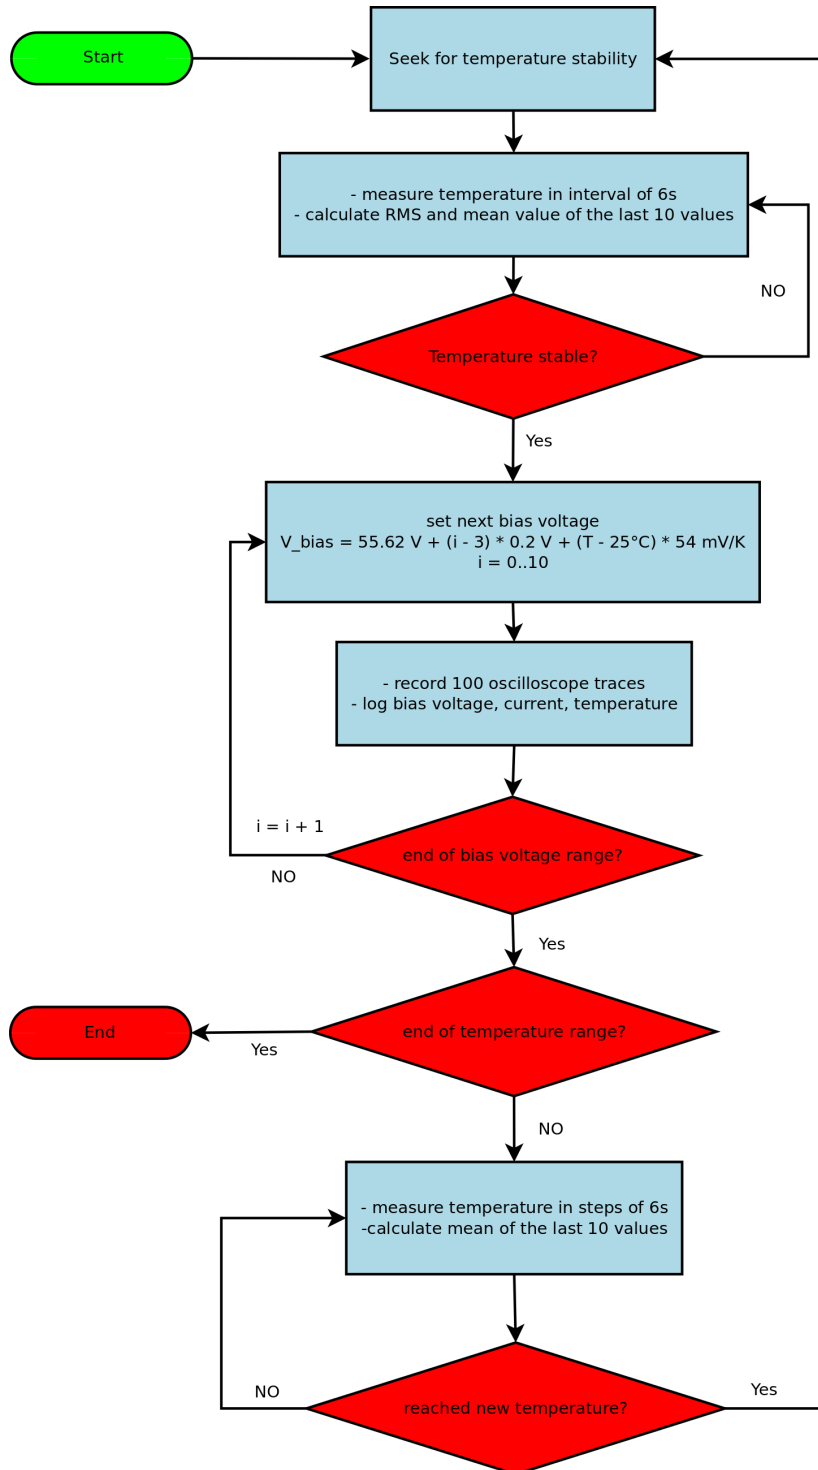 Start
Seek for temperature stability
- measure temperature in interval of 6s
- calculate RMS and mean value of the last 10 values
NO
Temperature stable?
Yes
set next bias voltage
V_bias = 55.62 V + (i - 3) * 0.2 V + (T - 25°C) * 54 mV/K
i = 0..10
- record 100 oscilloscope traces
- log bias voltage, current, temperature
i = i + 1
end of bias voltage range?
NO
Yes
End
end of temperature range?
Yes
NO
- measure temperature in steps of 6s
-calculate mean of the last 10 values
NO
reached new temperature?
Yes